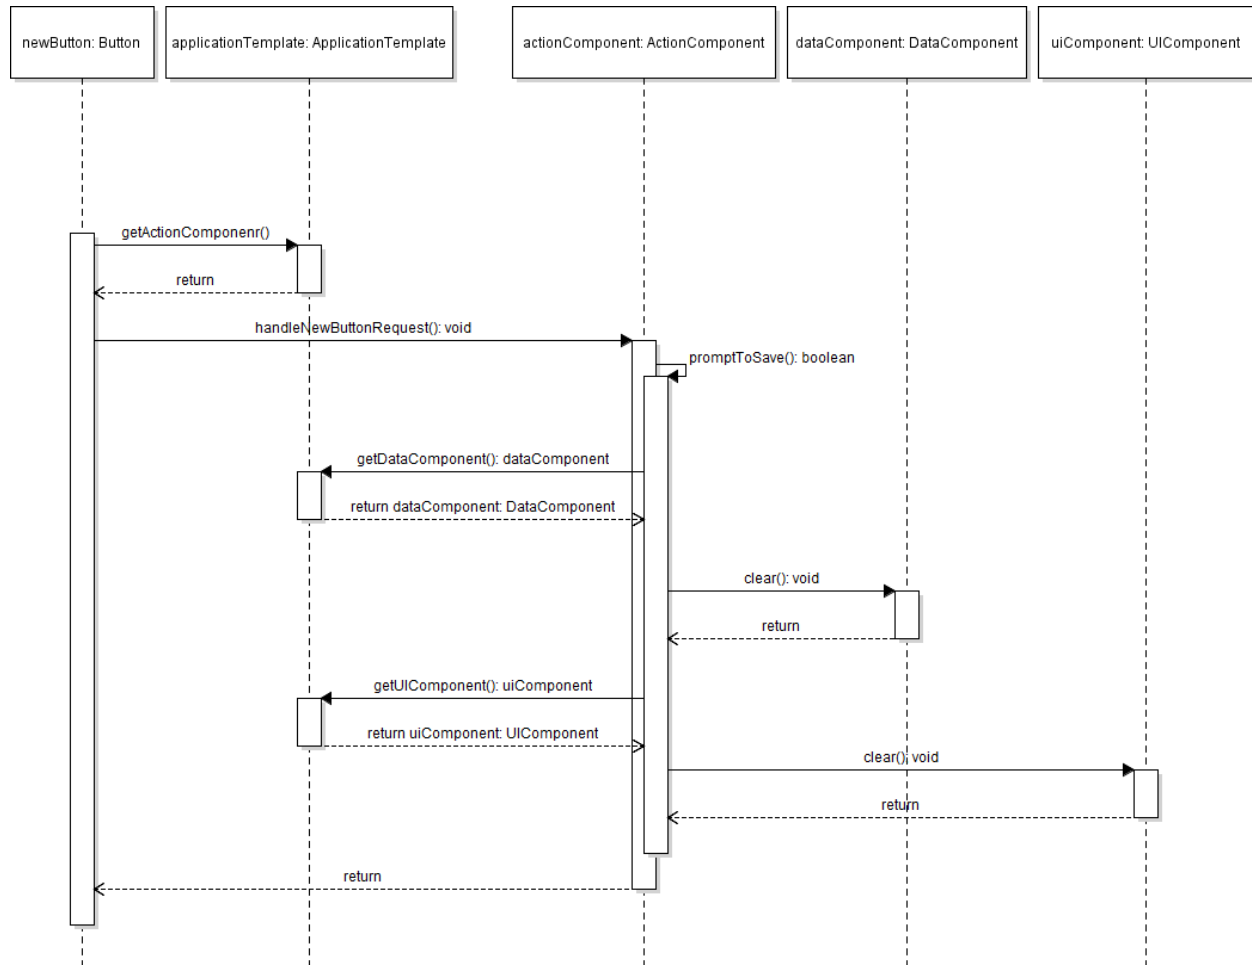 newButton: Button
applicationTemplate: ApplicationTemplate
actionComponent: ActionComponent
dataComponent: DataComponent
uiComponent: UIComponent
getActionComponenr()
return
handleNewButtonRequest(): void
promptToSave(): boolean
getDataComponent(): dataComponent
return dataComponent: DataComponent
clear(): void
return
getUIComponent(): uiComponent
return uiComponent: UIComponent
clear(): void
return
return